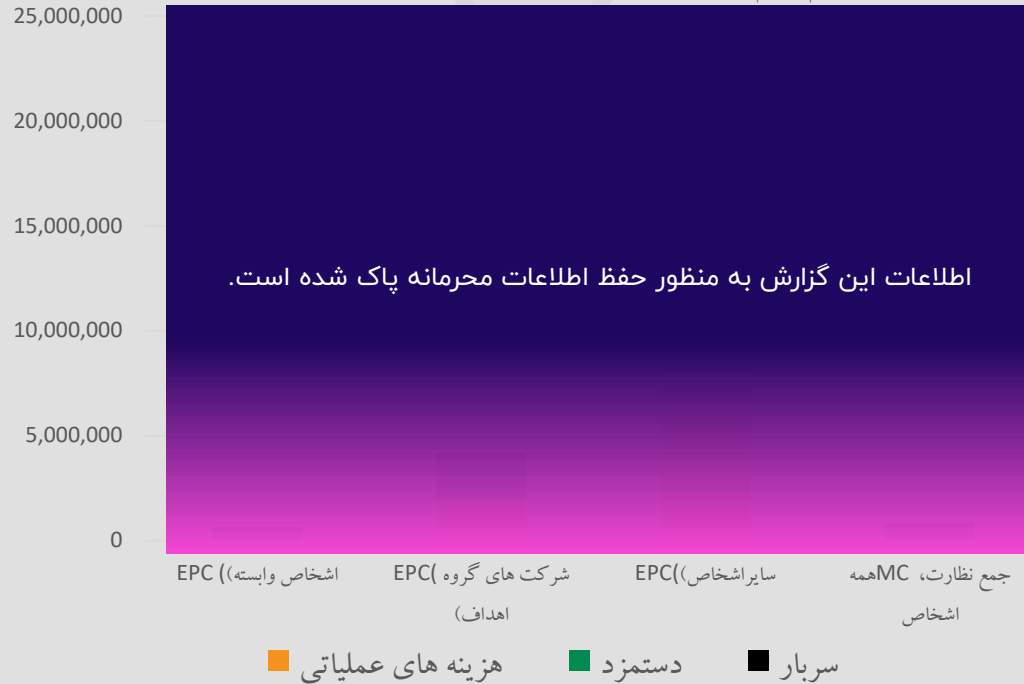 25,000,000
20,000,000
15,000,000
10,000,000
5,000,000
0
اطلاعات این گزارش به منظور حفظ اطلاعات محرمانه پاک شده است.
EPC ((اشخاص وابسته
EPC( شرکت های گروه
اهداف)
EPC((سایراشخاص
جمع نظارت، MCهمه
اشخاص
هزینه های عملیاتی
دستمزد
سربار